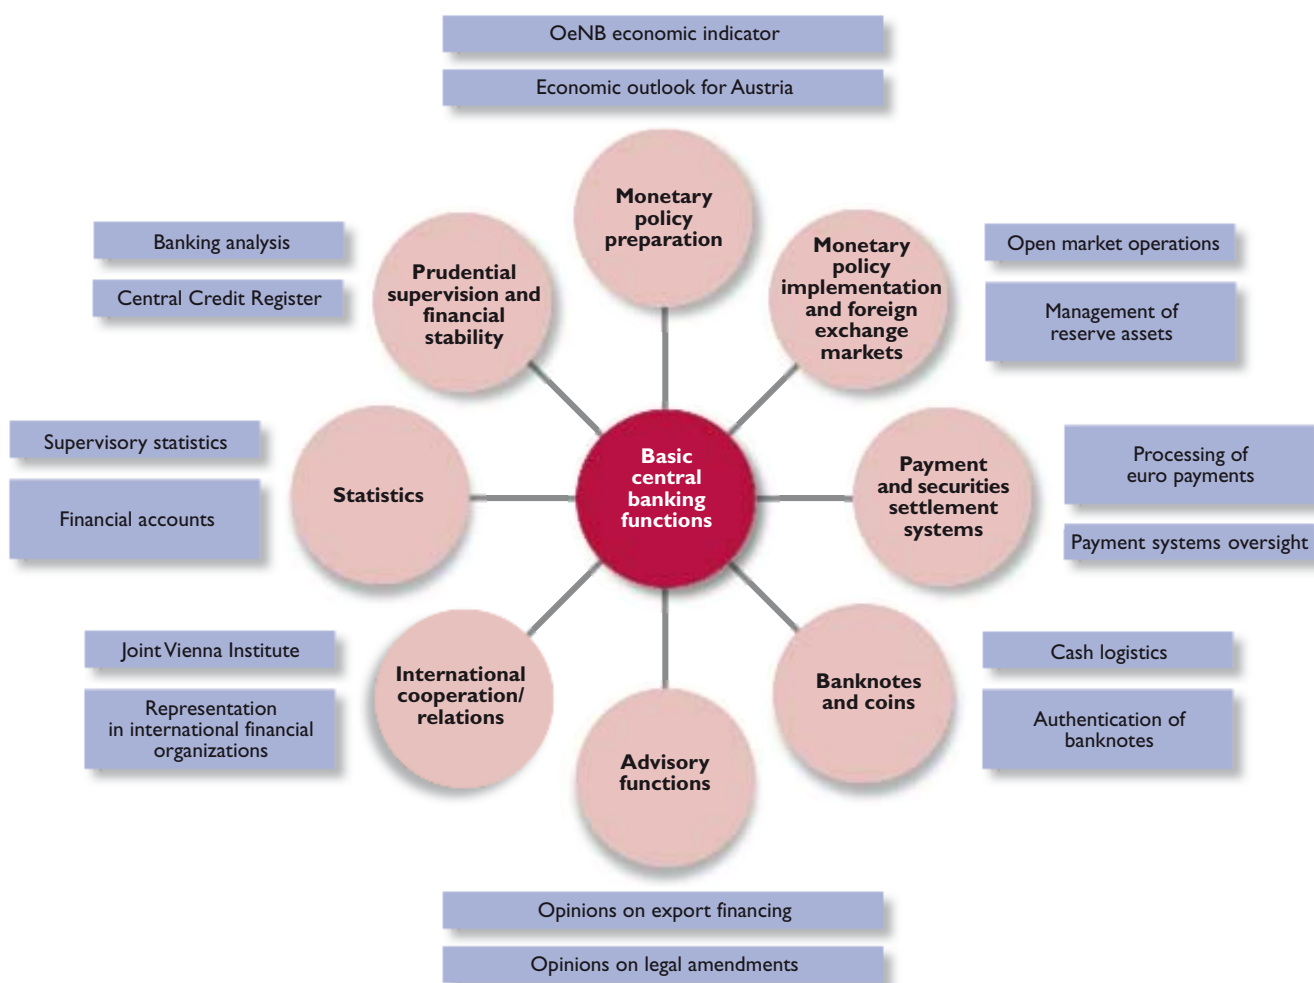 OeNB economic indicator
Economic outlook for Austria
Monetary
policy
preparation
Banking analysis
Central Credit Register
Prudential
supervision and
financial
stability
Monetary
policy
implementation
and foreign
exchange
markets
Open market operations
Management of
reserve assets
Supervisory statistics
Financial accounts
Statistics
Basic
central
banking
functions
Payment
and securities
settlement
systems
Processing of
euro payments
Payment systems oversight
Joint Vienna Institute
Representation
in international financial
organizations
International
cooperation/
relations
Advisory
functions
Banknotes
and coins
Cash logistics
Authentication of
banknotes
Opinions on export financing
Opinions on legal amendments